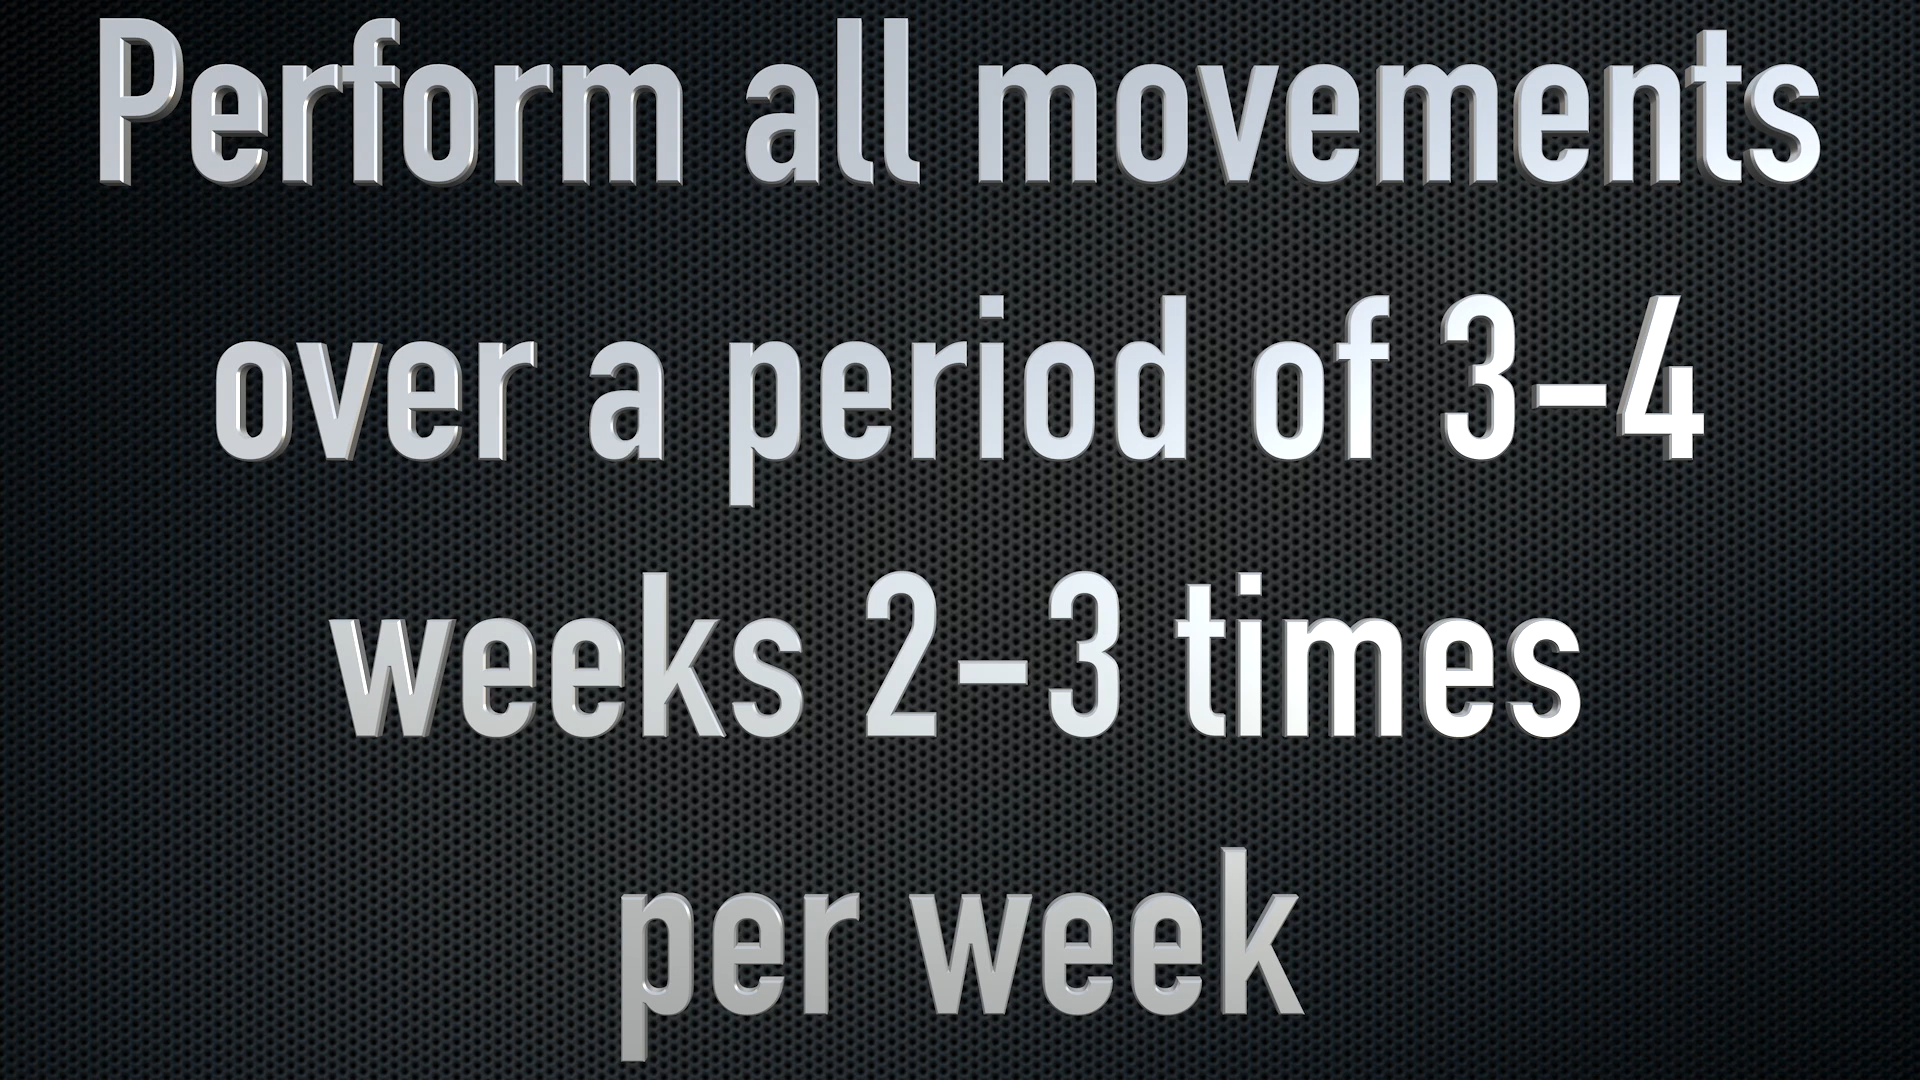 Perform all movements
over a period of 3-4
weeks 2-3 times
per week